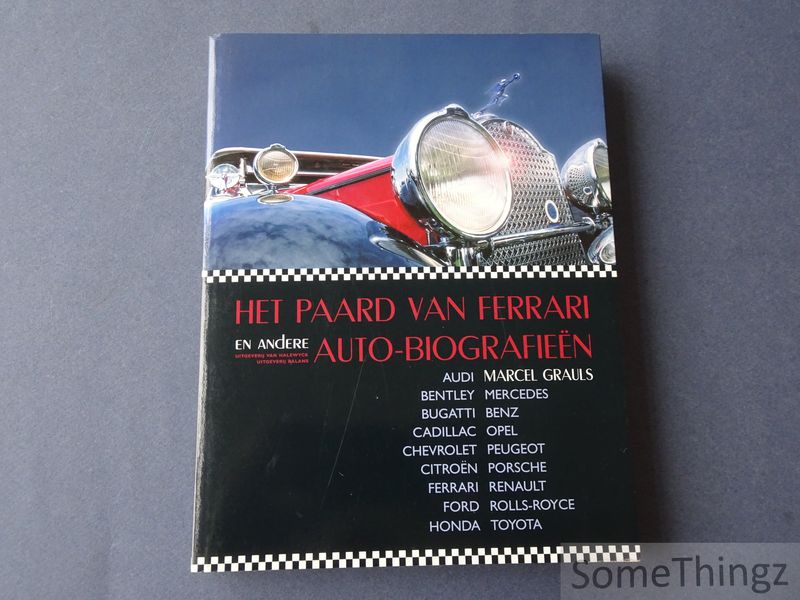 HET PAARD VAN FERRARI
EN ANDERE AUTO-BIOGRAFIEËN
UITGEVERIJ VAN HALEWYCK
UITGEVERIJ BALANS
AUDI MARCEL GRAULS
BENTLEY MERCEDES
BUGATTI BENZ
CADILLAC OPEL
CHEVROLET PEUGEOT
CITROËN PORSCHE
FERRARI RENAULT
FORD ROLLS-ROYCE
HONDA TOYOTA
SomeThingz